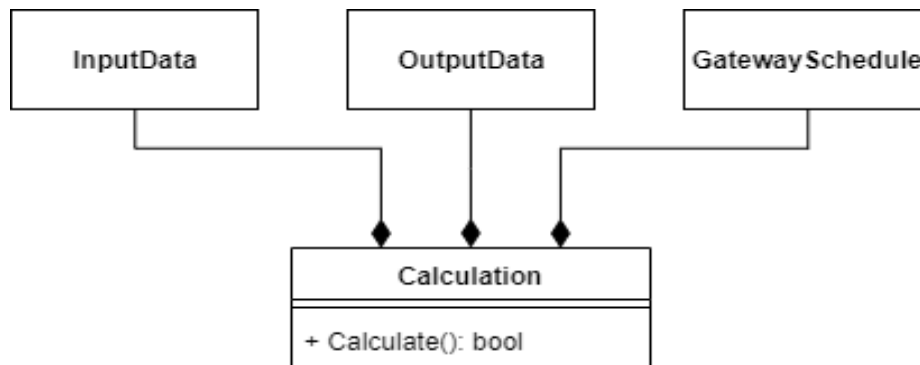 InputData
OutputData
GatewaySchedule
Calculation
+ Calculate(): bool